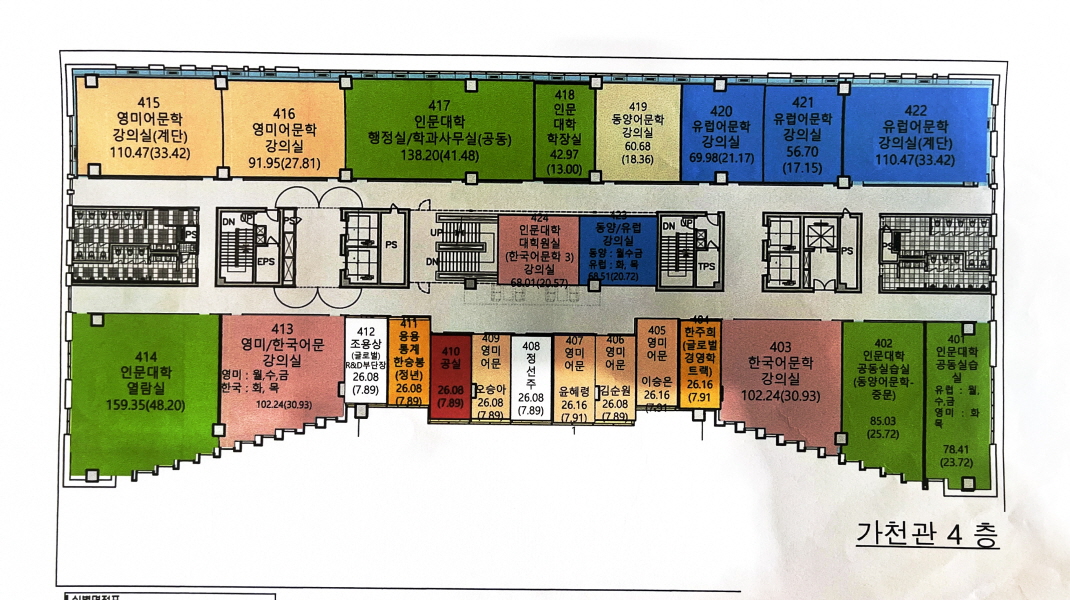 415
영미어문학
강의실(계단)
110.47(33.42)
416
영미어문학
강의실
91.95(27.81)
417
인문대학
행정실/학과사무실(공동)
138.20(41.48)
418
인문
대학
학장실
42.97
(13.00)
419
동양어문학
강의실
60.68
(18.36)
420
유럽어문학
강의실
69.98(21.17)
421
유럽어문학
강의실
56.70
(17.15)
422
유럽어문학
강의실(계단)
110.47(33.42)
PS
DN
UP
EPS
PS
PS
UP
DN
424
인문대학
대학원실
(한국어문학 3)
강의실
68.01(20.57)
423
동양/유럽
강의실
동양 : 월수금
유럽 : 화, 목
68.51(20.72)
DN
UP
TPS
PS
PS
414
인문대학
열람실
159.35(48.20)
413
영미/한국어문
강의실
영미 : 월,수,금
한국 : 화, 목
102.24(30.93)
412
조용상
(글로벌)
R&D부단장
26.08
(7.89)
411
응용
통계
한승봉
(정년)
26.08
(7.89)
410
공실
26.08
(7.89)
409
영미
어문
오승아
26.08
(7.89)
408
정
선
주
26.08
(7.89)
407
영미
어문
윤혜령
26.16
(7.91)
406
영미
어문
김순원
26.08
(7.89)
405
영미
어문
이승은
26.16
(7.91)
404
한주희
(글로벌
경영학
트랙)
26.16
(7.91
403
한국어문학
강의실
102.24(30.93)
402
인문대학
공동실습실
(동양어문학-
중문)
85.03
(25.72)
401
인문대학
공동실습
실
유럽 : 월,
수,금
영미 : 화
목
78.41
(23.72)
가천관 4 층
실별면적표